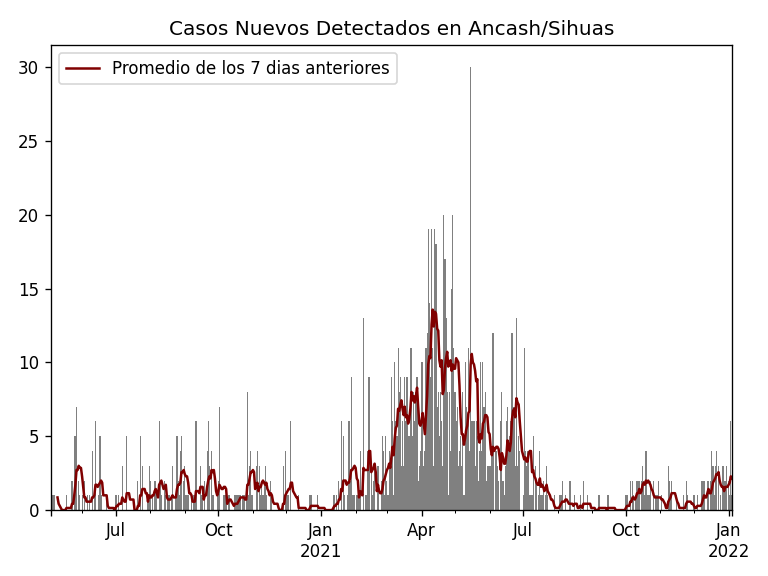 Casos Nuevos Detectados en Ancash/Sihuas
Promedio de los 7 dias anteriores
30
25
20
15
10
5
0
Jul Oct Jan Apr Jul Oct Jan
2021 2022